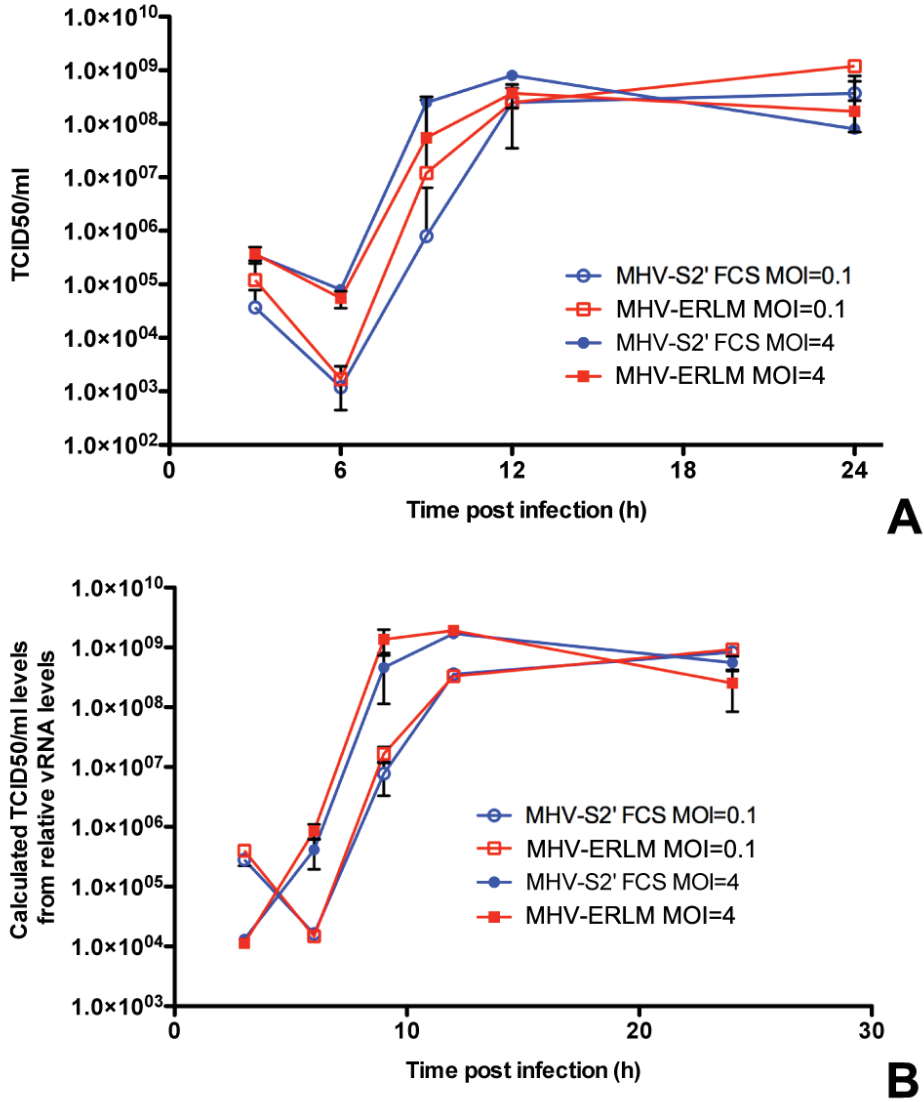 1.0×10^10
1.0×10^09
1.0×10^08
1.0×10^07
1.0×10^06
1.0×10^05
1.0×10^04
1.0×10^03
1.0×10^02
TCID50/ml
0 6 12 18 24
Time post infection (h)
MHV-S2' FCS MOI=0.1
MHV-ERLM MOI=0.1
MHV-S2' FCS MOI=4
MHV-ERLM MOI=4
A
1.0×10^10
1.0×10^09
1.0×10^08
1.0×10^07
1.0×10^06
1.0×10^05
1.0×10^04
1.0×10^03
Calculated TCID50/ml levels
from relative vRNA levels
0 10 20 30
Time post infection (h)
MHV-S2' FCS MOI=0.1
MHV-ERLM MOI=0.1
MHV-S2' FCS MOI=4
MHV-ERLM MOI=4
B